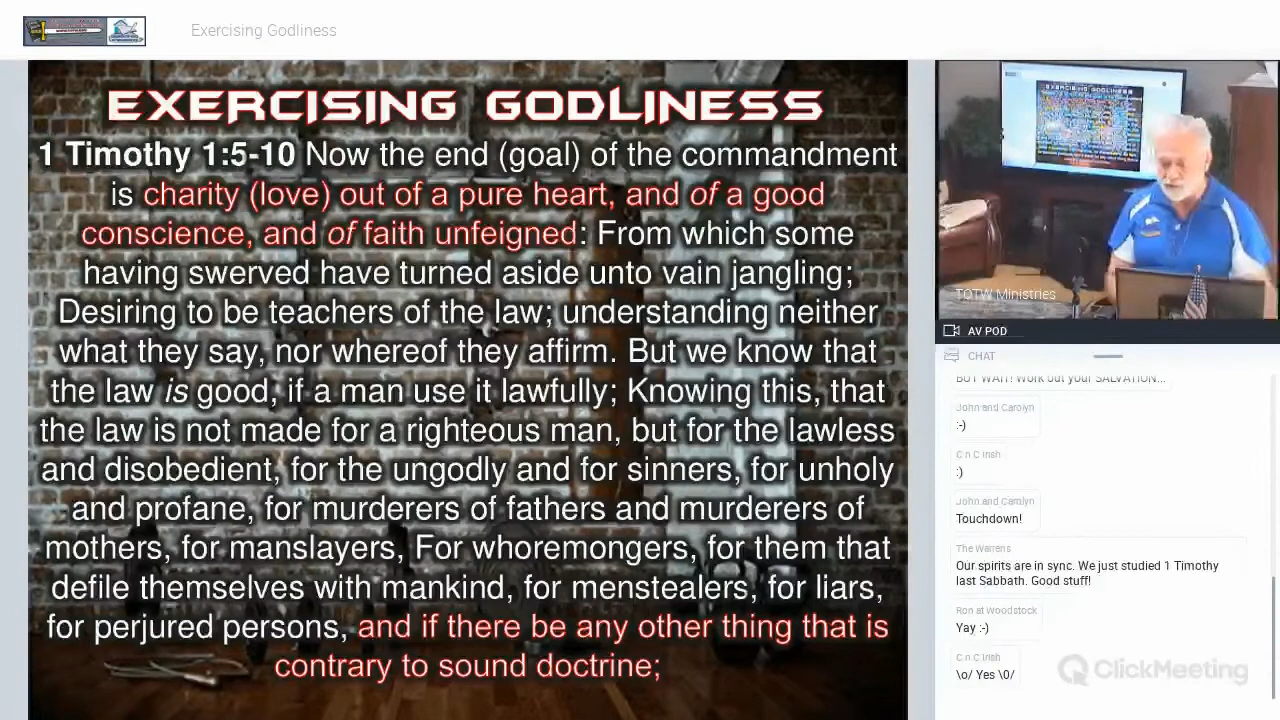 Exercising Godliness
EXERCISING GODLINESS
1 Timothy 1:5-10 Now the end (goal) of the commandment
is charity (love) out of a pure heart, and of a good
conscience, and of faith unfeigned: From which some
having swerved have turned aside unto vain jangling;
Desiring to be teachers of the law; understanding neither
what they say, nor whereof they affirm. But we know that
the law is good, if a man use it lawfully; Knowing this, that
the law is not made for a righteous man, but for the lawless
and disobedient, for the ungodly and for sinners, for unholy
and profane, for murderers of fathers and murderers of
mothers, for manslayers, For whoremongers, for them that
defile themselves with mankind, for menstealers, for liars,
for perjured persons, and if there be any other thing that is
contrary to sound doctrine;
TOTW Ministries
AV POD
CHAT
BUT WAIT! Work out your SALVATION...
John and Carolyn
:-)
C n C Irish
:)
John and Carolyn
Touchdown!
The Warrens
Our spirits are in sync. We just studied 1 Timothy
last Sabbath. Good stuff!
Ron at Woodstock
Yay :-)
C n C Irish
\o/ Yes \0/
ClickMeeting